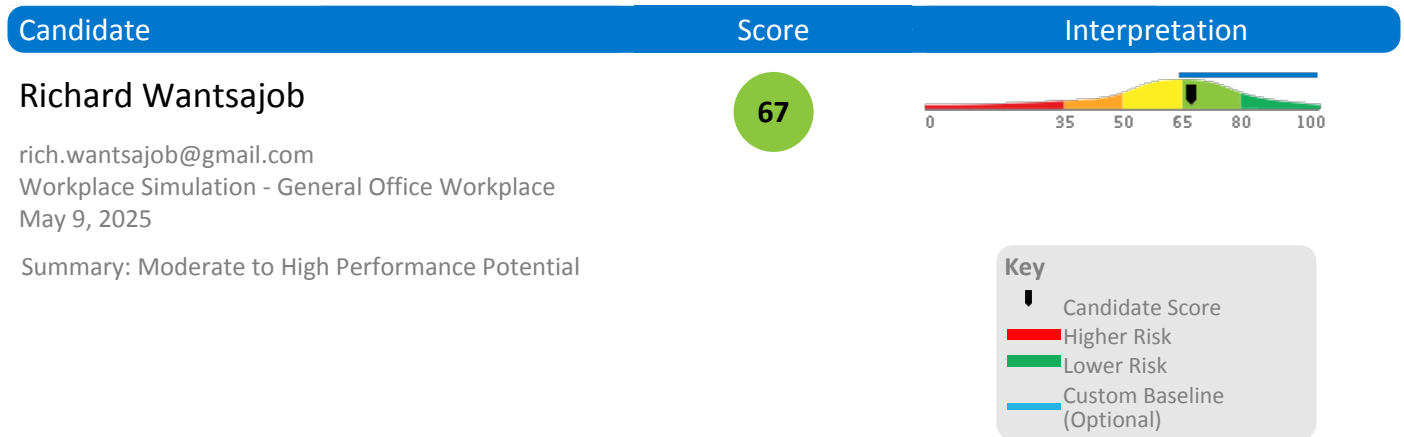 Candidate Score Interpretation
Richard Wantsajob
67
0 35 50 65 80 100
rich.wantsajob@gmail.com
Workplace Simulation - General Office Workplace
May 9, 2025
Summary: Moderate to High Performance Potential
Key
Candidate Score
Higher Risk
Lower Risk
Custom Baseline
(Optional)